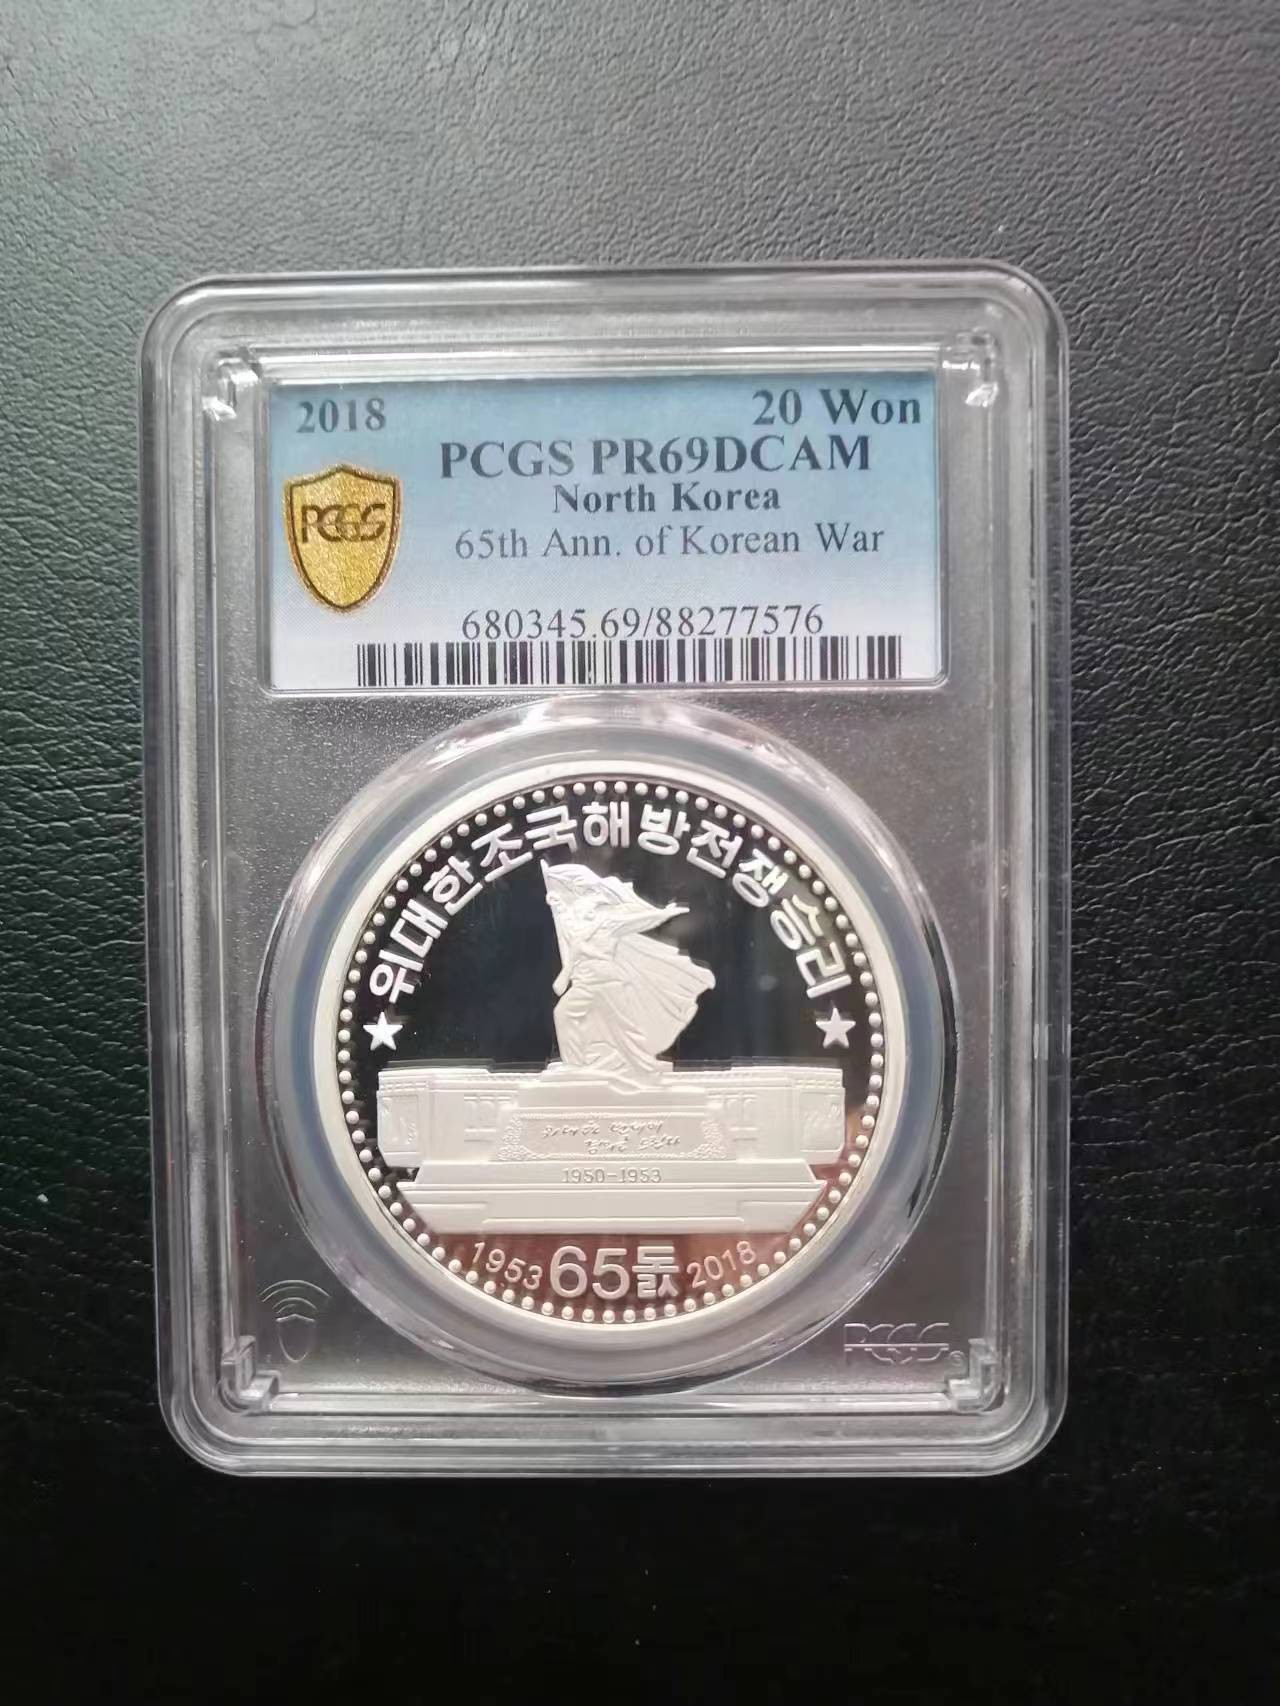 2018
20 Won
PCGS PR69DCAM
North Korea
65th Ann. of Korean War
PCGS
680345.69/88277576
위대한조국해방전쟁승리
1950-1953
1953 65돐 2018
PCGS